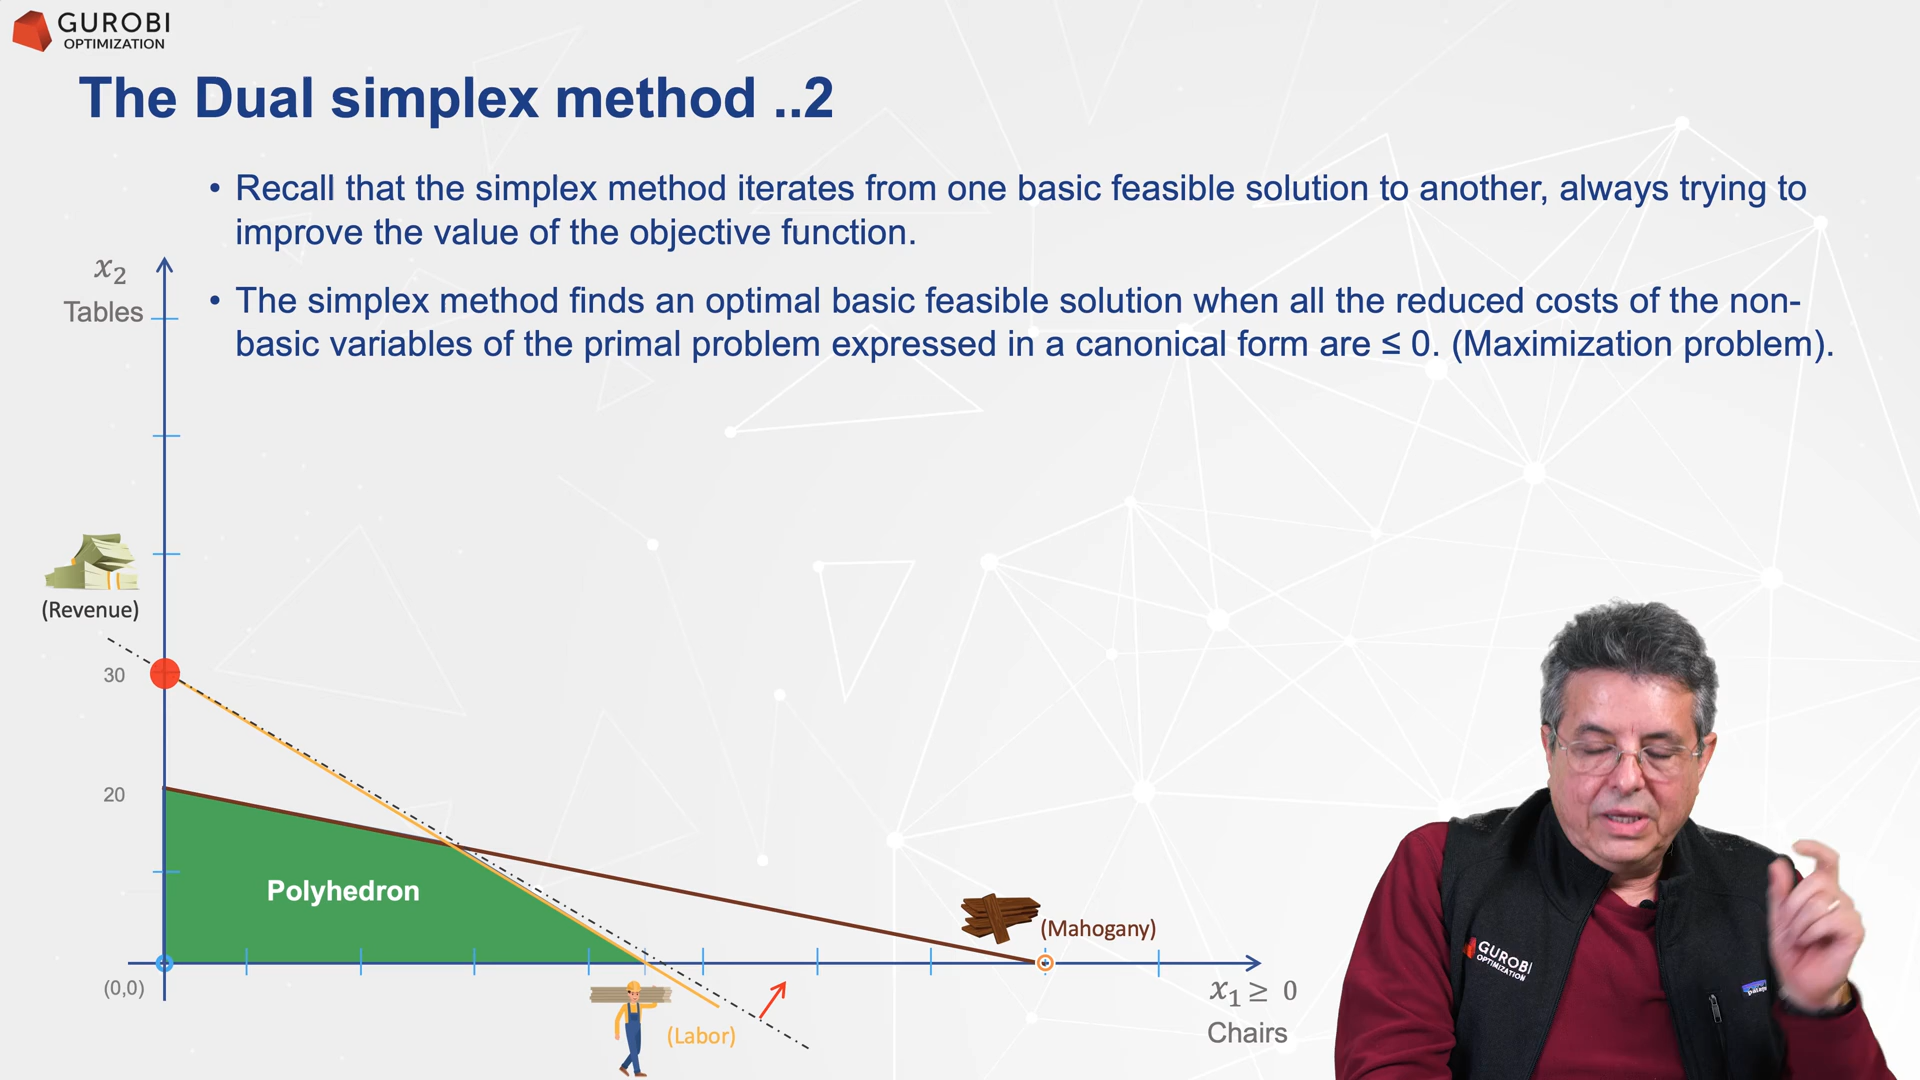 GUROBI
OPTIMIZATION
The Dual simplex method ..2
• Recall that the simplex method iterates from one basic feasible solution to another, always trying to
improve the value of the objective function.
• The simplex method finds an optimal basic feasible solution when all the reduced costs of the non-
basic variables of the primal problem expressed in a canonical form are ≤ 0. (Maximization problem).
x₂
Tables
(Revenue)
30
20
Polyhedron
(Mahogany)
(0,0)
x₁ ≥ 0
Chairs
(Labor)
GUROBI
OPTIMIZATION